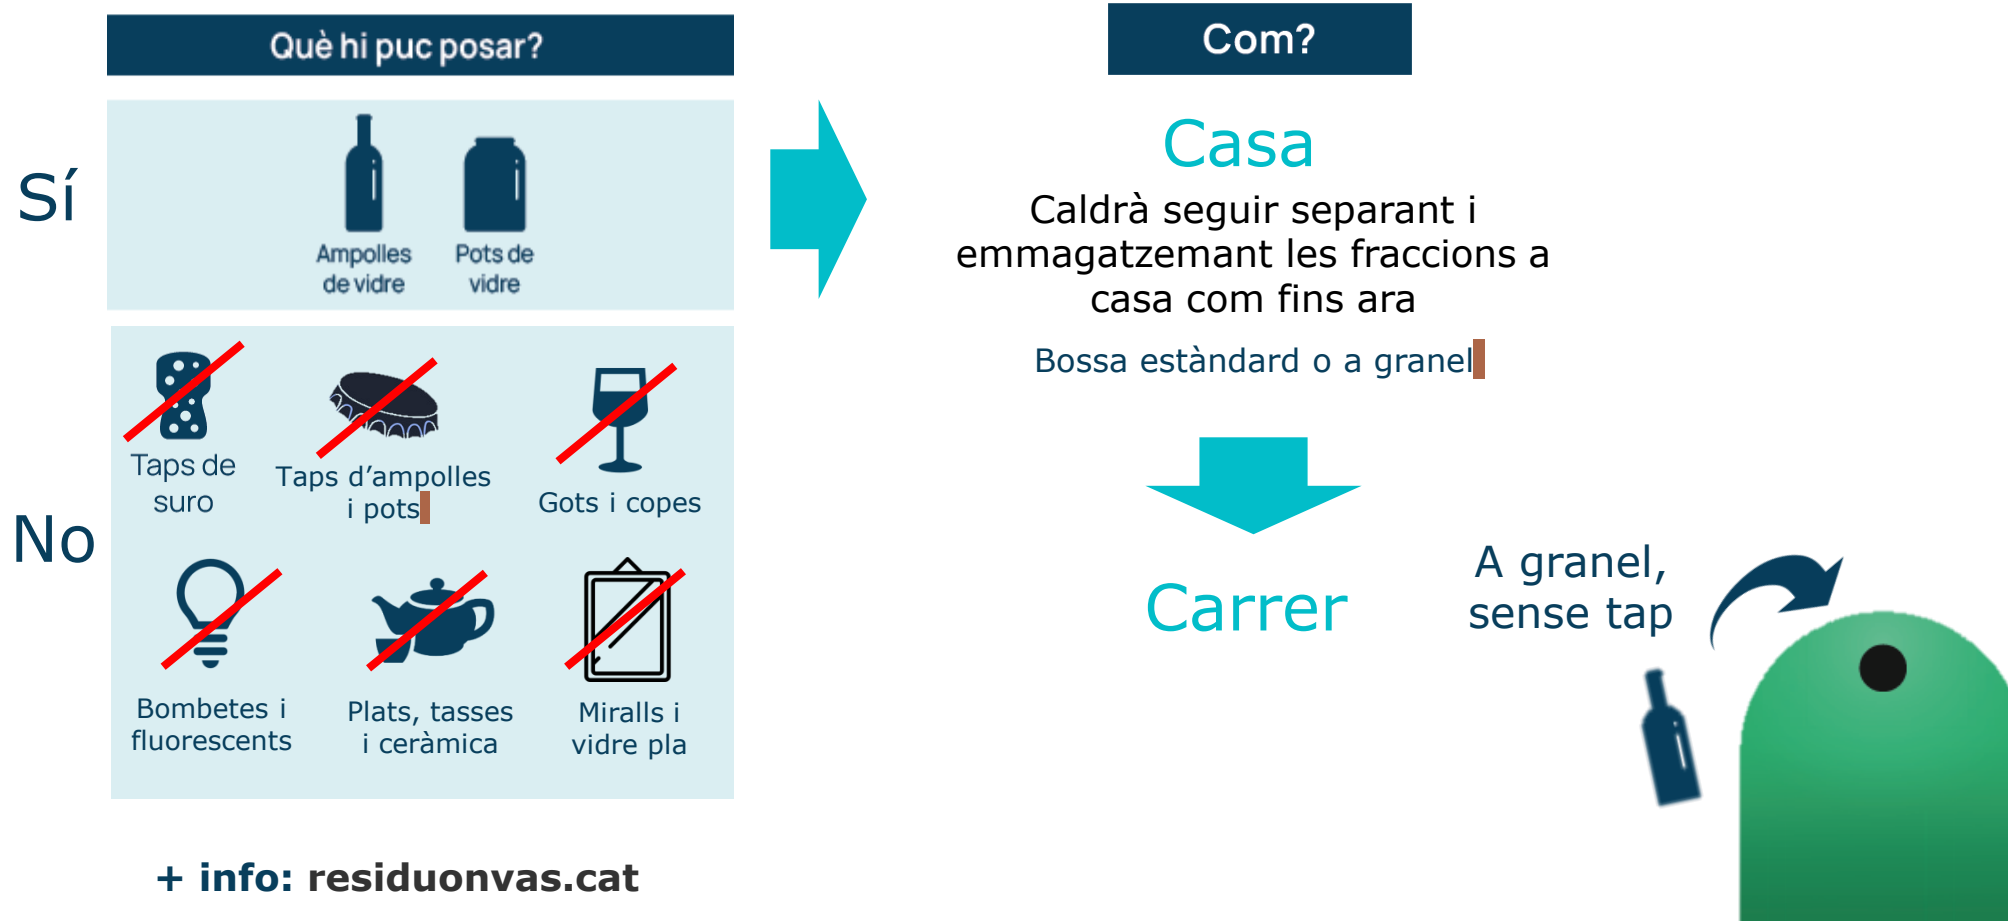 Què hi puc posar?
Sí
Ampolles
de vidre
Pots de
vidre
No
Taps de
suro
Taps d’ampolles
i pots
Gots i copes
Bombetes i
fluorescents
Plats, tasses
i ceràmica
Miralls i
vidre pla
+ info: residuonvas.cat
Com?
Casa
Caldrà seguir separant i
emmagatzemant les fraccions a
casa com fins ara
Bossa estàndard o a granel
Carrer
A granel,
sense tap